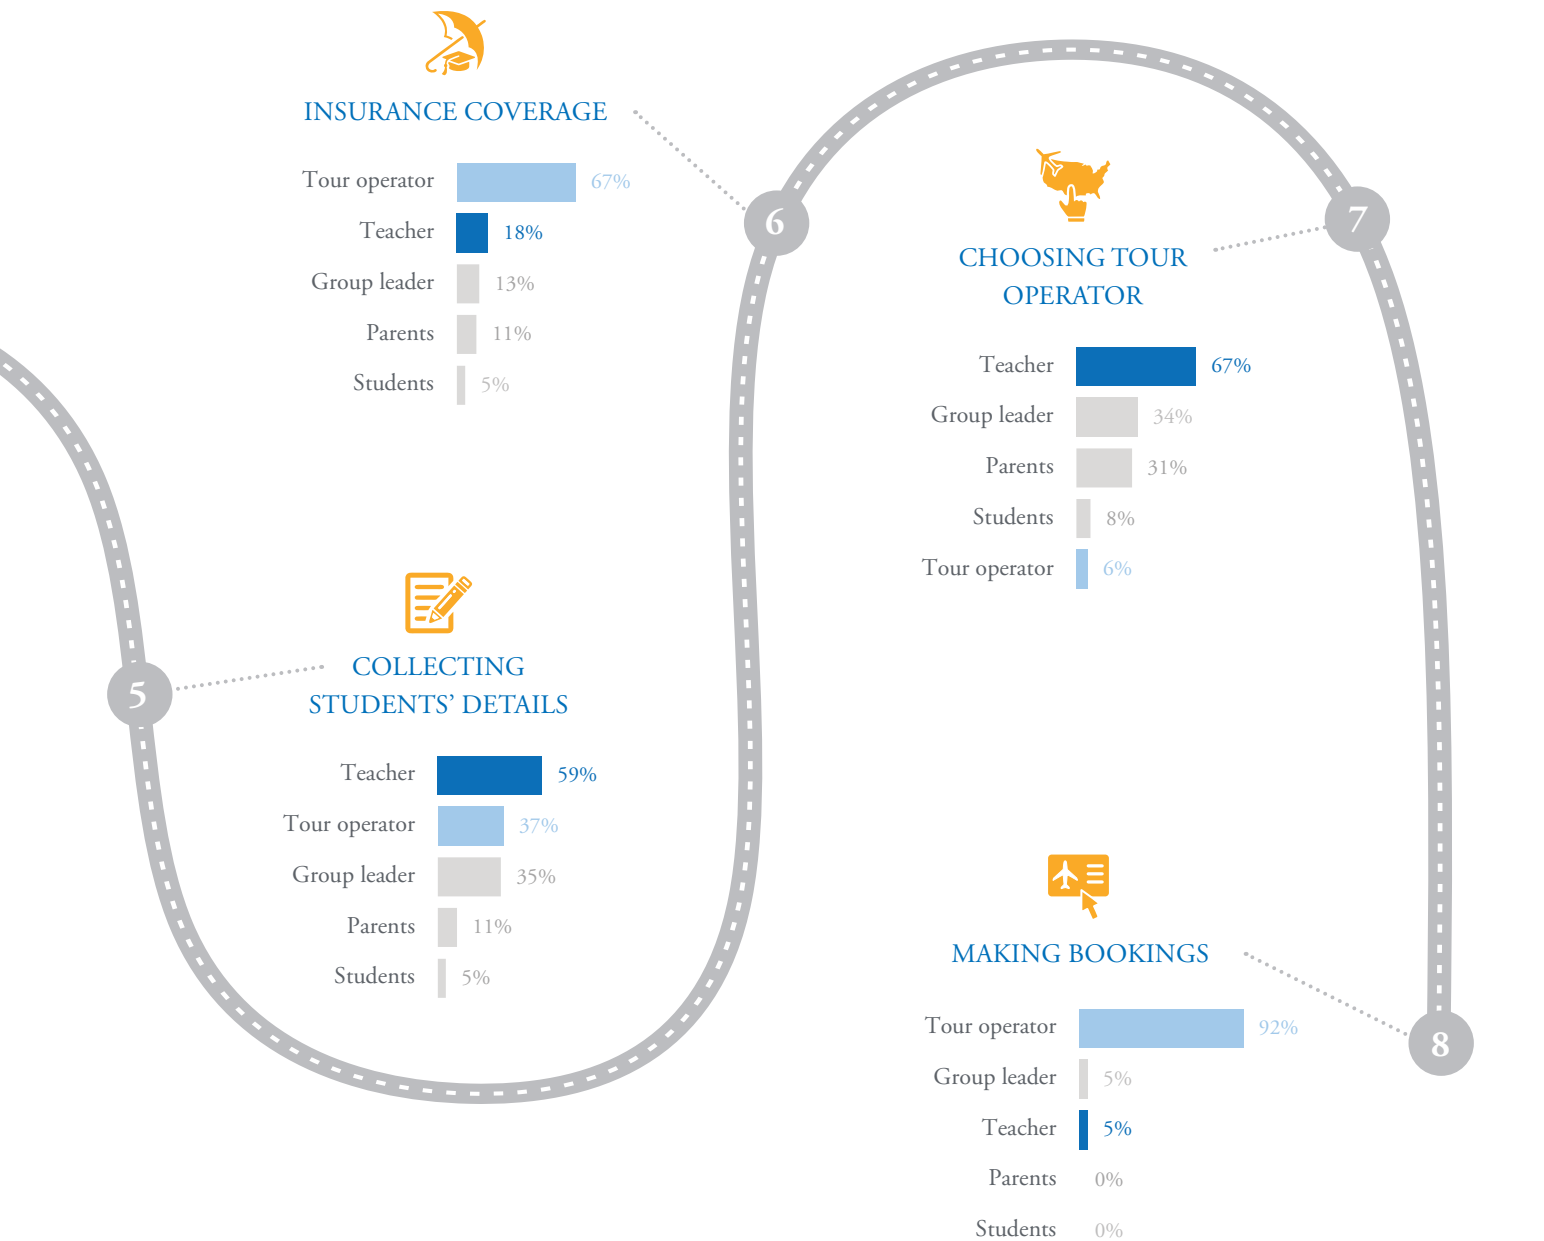 INSURANCE COVERAGE
Tour operator 67%
Teacher 18%
Group leader 13%
Parents 11%
Students 5%
6
7
CHOOSING TOUR
OPERATOR
Teacher 67%
Group leader 34%
Parents 31%
Students 8%
Tour operator 6%
5
COLLECTING
STUDENTS’ DETAILS
Teacher 59%
Tour operator 37%
Group leader 35%
Parents 11%
Students 5%
MAKING BOOKINGS
8
Tour operator 92%
Group leader 5%
Teacher 5%
Parents 0%
Students 0%